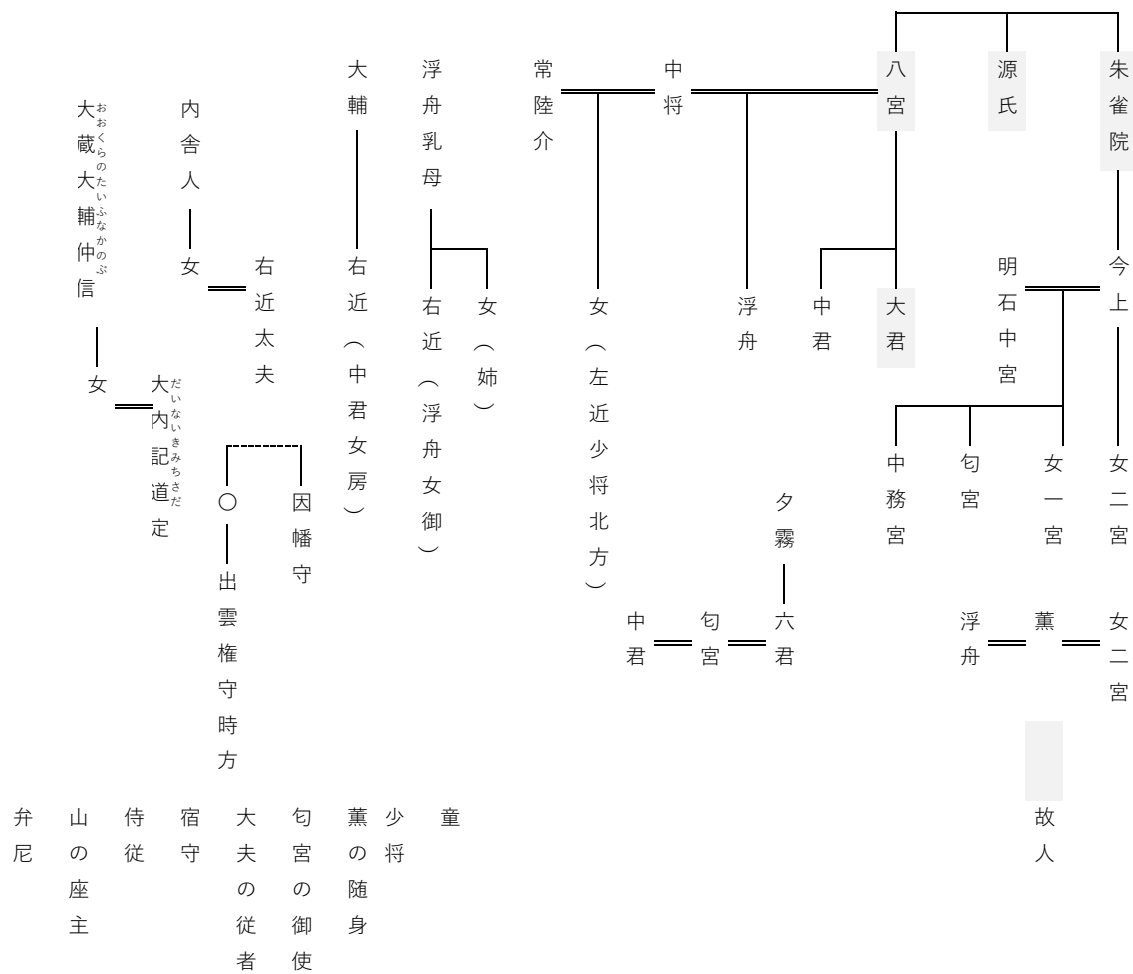 朱雀院
源氏
八宮
中将
常陸介
浮舟乳母
大輔
内舎人
大蔵大輔仲信
おおくらのたいふなかのぶ
今上
明石中宮
大君
中君
浮舟
女（左近少将北方）
女（姉）
右近（浮舟女御）
右近（中君女房）
右近太夫
女
大内記道定
だいないきみちさだ
女
女二宮
女一宮
匂宮
中務宮
夕霧
因幡守
〇
出雲権守時方
女二宮
薫
浮舟
六君
匂宮
中君
故人
童
少将
薫の随身
匂宮の御使
大夫の従者
宿守
侍従
山の座主
弁尼